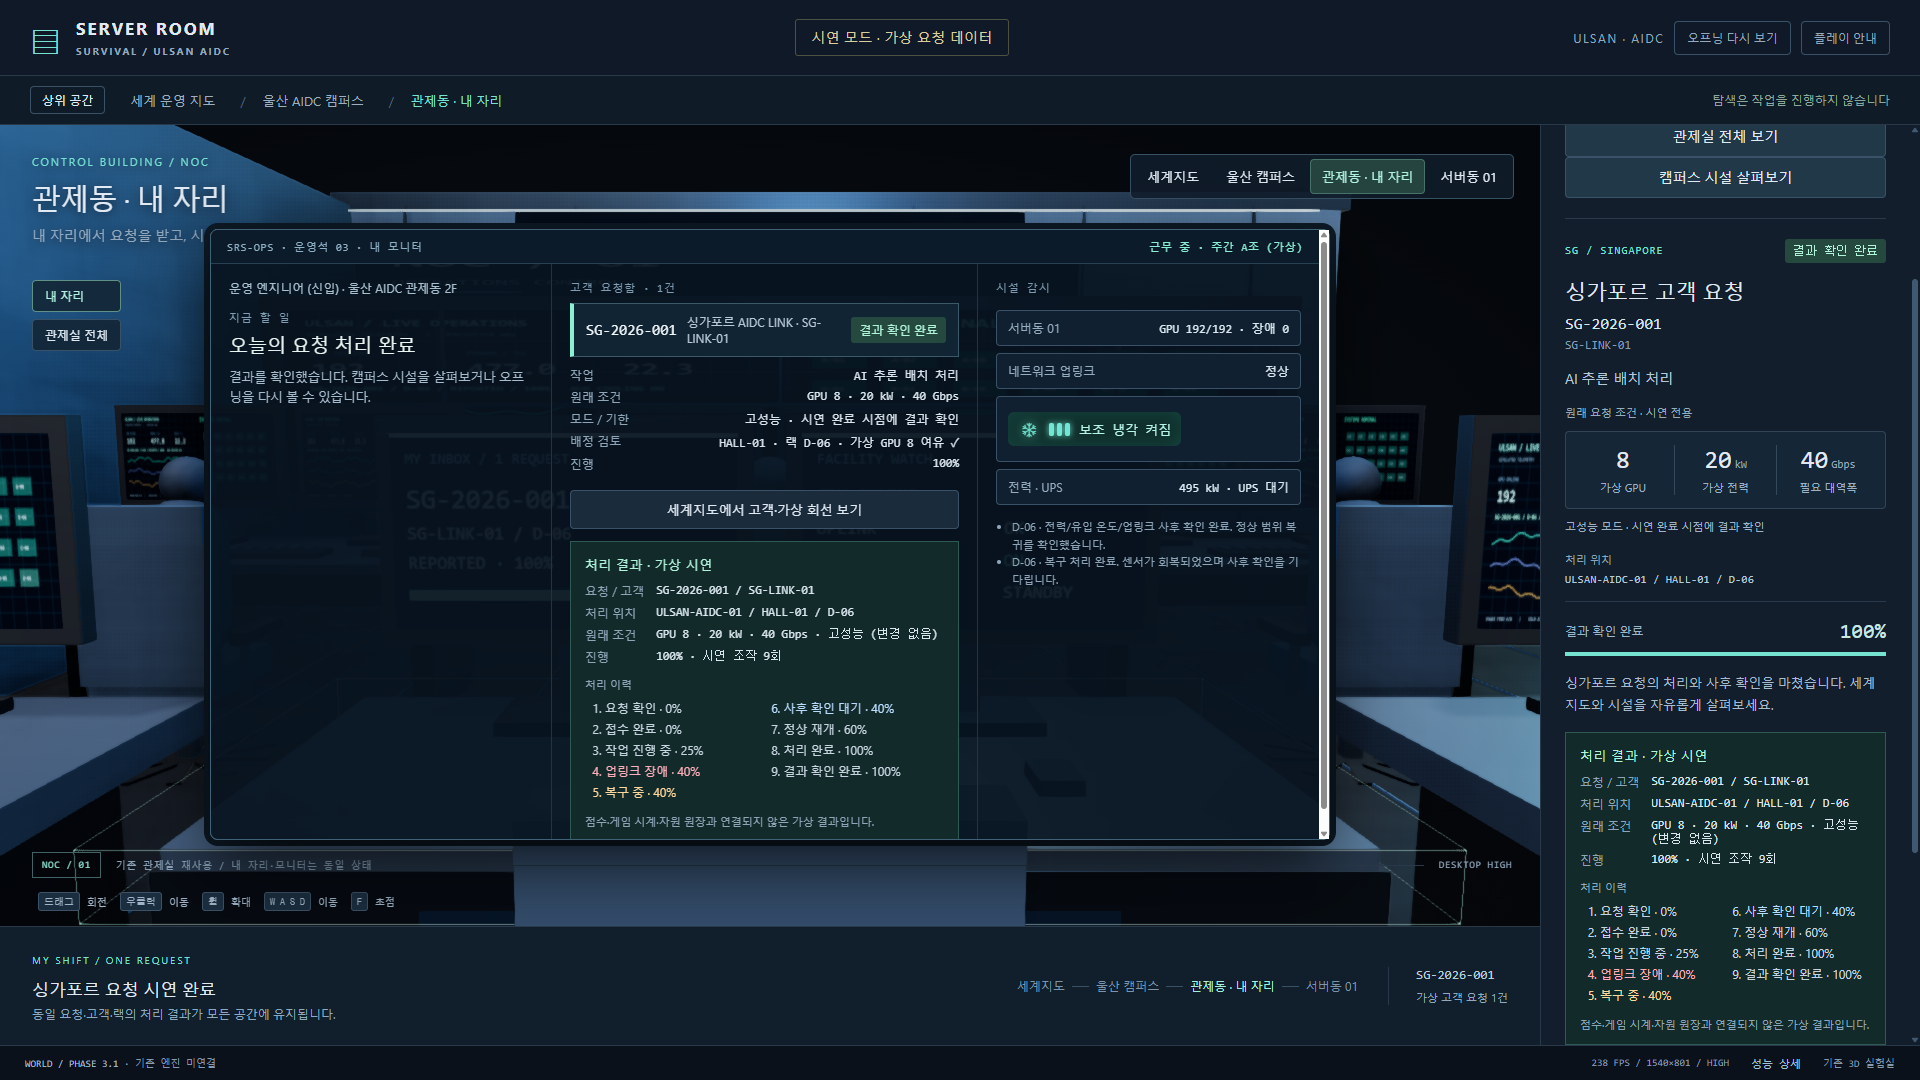 SERVER ROOM
SURVIVAL / ULSAN AIDC
시연 모드 · 가상 요청 데이터
ULSAN · AIDC
오프닝 다시 보기
플레이 안내
상위 공간
세계 운영 지도 / 울산 AIDC 캠퍼스 / 관제동 · 내 자리
탐색은 작업을 진행하지 않습니다
CONTROL BUILDING / NOC
관제동 · 내 자리
내 자리에서 요청을 받고, 시
내 자리
관제실 전체
세계지도
울산 캠퍼스
관제동 · 내 자리
서버동 01
SRS-OPS · 운영석 03 · 내 모니터
근무 중 · 주간 A조 (가상)
운영 엔지니어 (신입) · 울산 AIDC 관제동 2F
지금 할 일
오늘의 요청 처리 완료
결과를 확인했습니다. 캠퍼스 시설을 살펴보거나 오프
닝을 다시 볼 수 있습니다.
고객 요청함 · 1건
SG-2026-001
싱가포르 AIDC LINK · SG-
LINK-01
결과 확인 완료
작업 AI 추론 배치 처리
원래 조건 GPU 8 · 20 kW · 40 Gbps
모드 / 기한 고성능 · 시연 완료 시점에 결과 확인
배정 검토 HALL-01 · 랙 D-06 · 가상 GPU 8 여유 ✓
진행 100%
세계지도에서 고객·가상 회선 보기
처리 결과 · 가상 시연
요청 / 고객 SG-2026-001 / SG-LINK-01
처리 위치 ULSAN-AIDC-01 / HALL-01 / D-06
원래 조건 GPU 8 · 20 kW · 40 Gbps · 고성능 (변경 없음)
진행 100% · 시연 조작 9회
처리 이력
1. 요청 확인 · 0%
2. 접수 완료 · 0%
3. 작업 진행 중 · 25%
4. 업링크 장애 · 40%
5. 복구 중 · 40%
6. 사후 확인 대기 · 40%
7. 정상 재개 · 60%
8. 처리 완료 · 100%
9. 결과 확인 완료 · 100%
점수·게임 시계·자원 원장과 연결되지 않은 가상 결과입니다.
시설 감시
서버동 01 GPU 192/192 · 장애 0
네트워크 업링크 정상
보조 냉각 켜짐
전력 · UPS 495 kW · UPS 대기
D-06 · 전력/유입 온도/업링크 사후 확인 완료. 정상 범위 복
귀를 확인했습니다.
D-06 · 복구 처리 완료. 센서가 회복되었으며 사후 확인을 기
다립니다.
MY INBOX / 1 REQUEST
SG-2026-001
SG-LINK-01 / D-06
REPORTED · 100%
FACILITY WATCH
UPLINK
STANDBY
ULSAN / LIVE OPERATIONS
22.3
ULSAN / LIVE
192
NOC / 01
기존 관제실 재사용 / 내 자리·모니터는 동일 상태
DESKTOP HIGH
드래그 회전 우클릭 이동 휠 확대 W A S D 이동 F 초점
MY SHIFT / ONE REQUEST
싱가포르 요청 시연 완료
동일 요청·고객·랙의 처리 결과가 모든 공간에 유지됩니다.
세계지도 — 울산 캠퍼스 — 관제동 · 내 자리 — 서버동 01
SG-2026-001
가상 고객 요청 1건
관제실 전체 보기
캠퍼스 시설 살펴보기
SG / SINGAPORE
결과 확인 완료
싱가포르 고객 요청
SG-2026-001
SG-LINK-01
AI 추론 배치 처리
원래 요청 조건 · 시연 전용
8
가상 GPU
20 kW
가상 전력
40 Gbps
필요 대역폭
고성능 모드 · 시연 완료 시점에 결과 확인
처리 위치
ULSAN-AIDC-01 / HALL-01 / D-06
결과 확인 완료 100%
싱가포르 요청의 처리와 사후 확인을 마쳤습니다. 세계
지도와 시설을 자유롭게 살펴보세요.
처리 결과 · 가상 시연
요청 / 고객 SG-2026-001 / SG-LINK-01
처리 위치 ULSAN-AIDC-01 / HALL-01 / D-06
원래 조건 GPU 8 · 20 kW · 40 Gbps · 고성능
(변경 없음)
진행 100% · 시연 조작 9회
처리 이력
1. 요청 확인 · 0%
2. 접수 완료 · 0%
3. 작업 진행 중 · 25%
4. 업링크 장애 · 40%
5. 복구 중 · 40%
6. 사후 확인 대기 · 40%
7. 정상 재개 · 60%
8. 처리 완료 · 100%
9. 결과 확인 완료 · 100%
점수·게임 시계·자원 원장과 연결되지 않은 가상 결과입니다.
WORLD / PHASE 3.1 · 기존 엔진 미연결
238 FPS / 1540×801 / HIGH
성능 상세
기존 3D 실험실